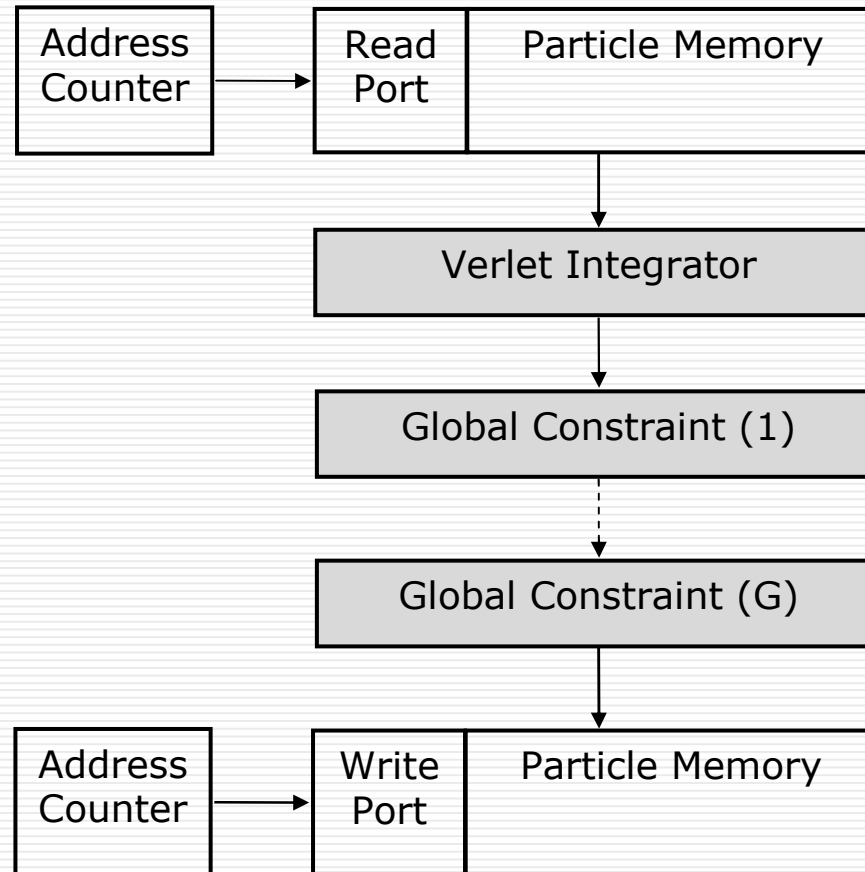 Address
Counter
Read
Port
Particle Memory
Verlet Integrator
Global Constraint (1)
Global Constraint (G)
Address
Counter
Write
Port
Particle Memory